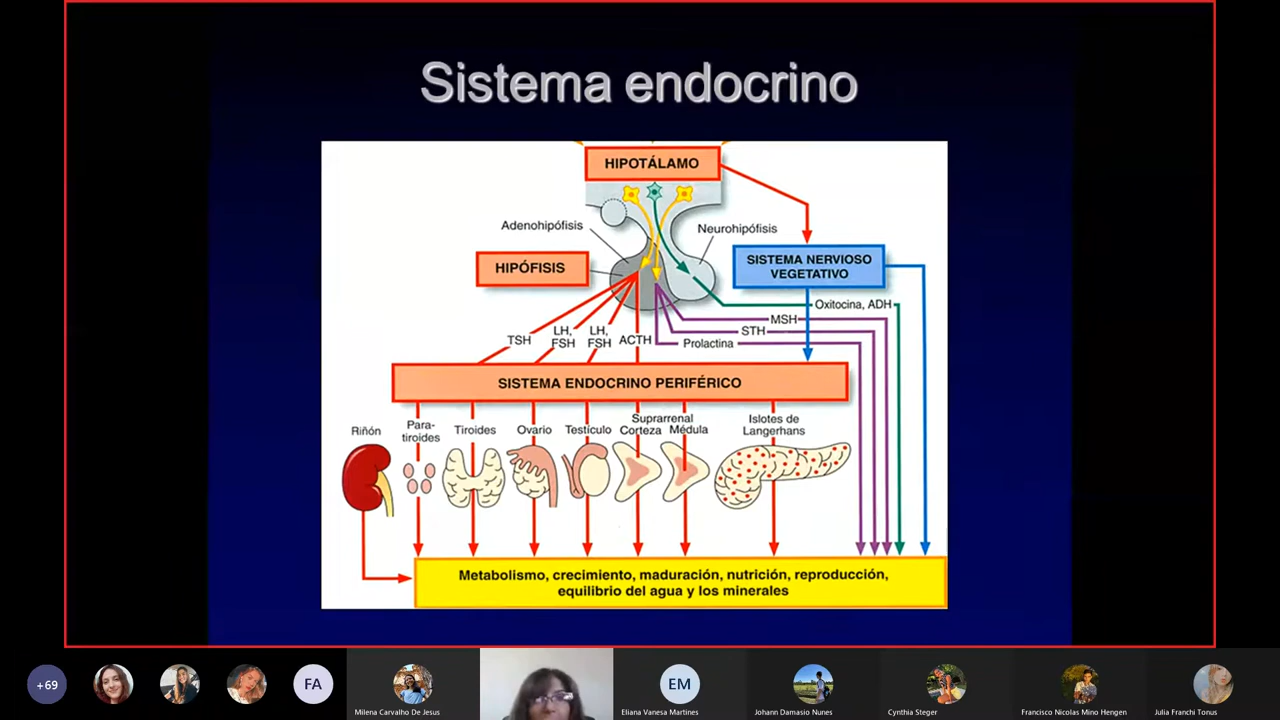 Sistema endocrino
HIPOTÁLAMO
Adenohipófisis
Neurohipófisis
HIPÓFISIS
SISTEMA NERVIOSO
VEGETATIVO
Oxitocina, ADH
MSH
STH
Prolactina
TSH
LH,
FSH
LH,
FSH
ACTH
SISTEMA ENDOCRINO PERIFÉRICO
Riñón
Para-
tiroides
Tiroides
Ovario
Testículo
Suprarrenal
Corteza Médula
Islotes de
Langerhans
Metabolismo, crecimiento, maduración, nutrición, reproducción,
equilibrio del agua y los minerales
+69
FA
Milena Carvalho De Jesus
EM
Eliana Vanesa Martines
Johann Damasio Nunes
Cynthia Steger
Francisco Nicolas Mino Hengen
Julia Franchi Tonus